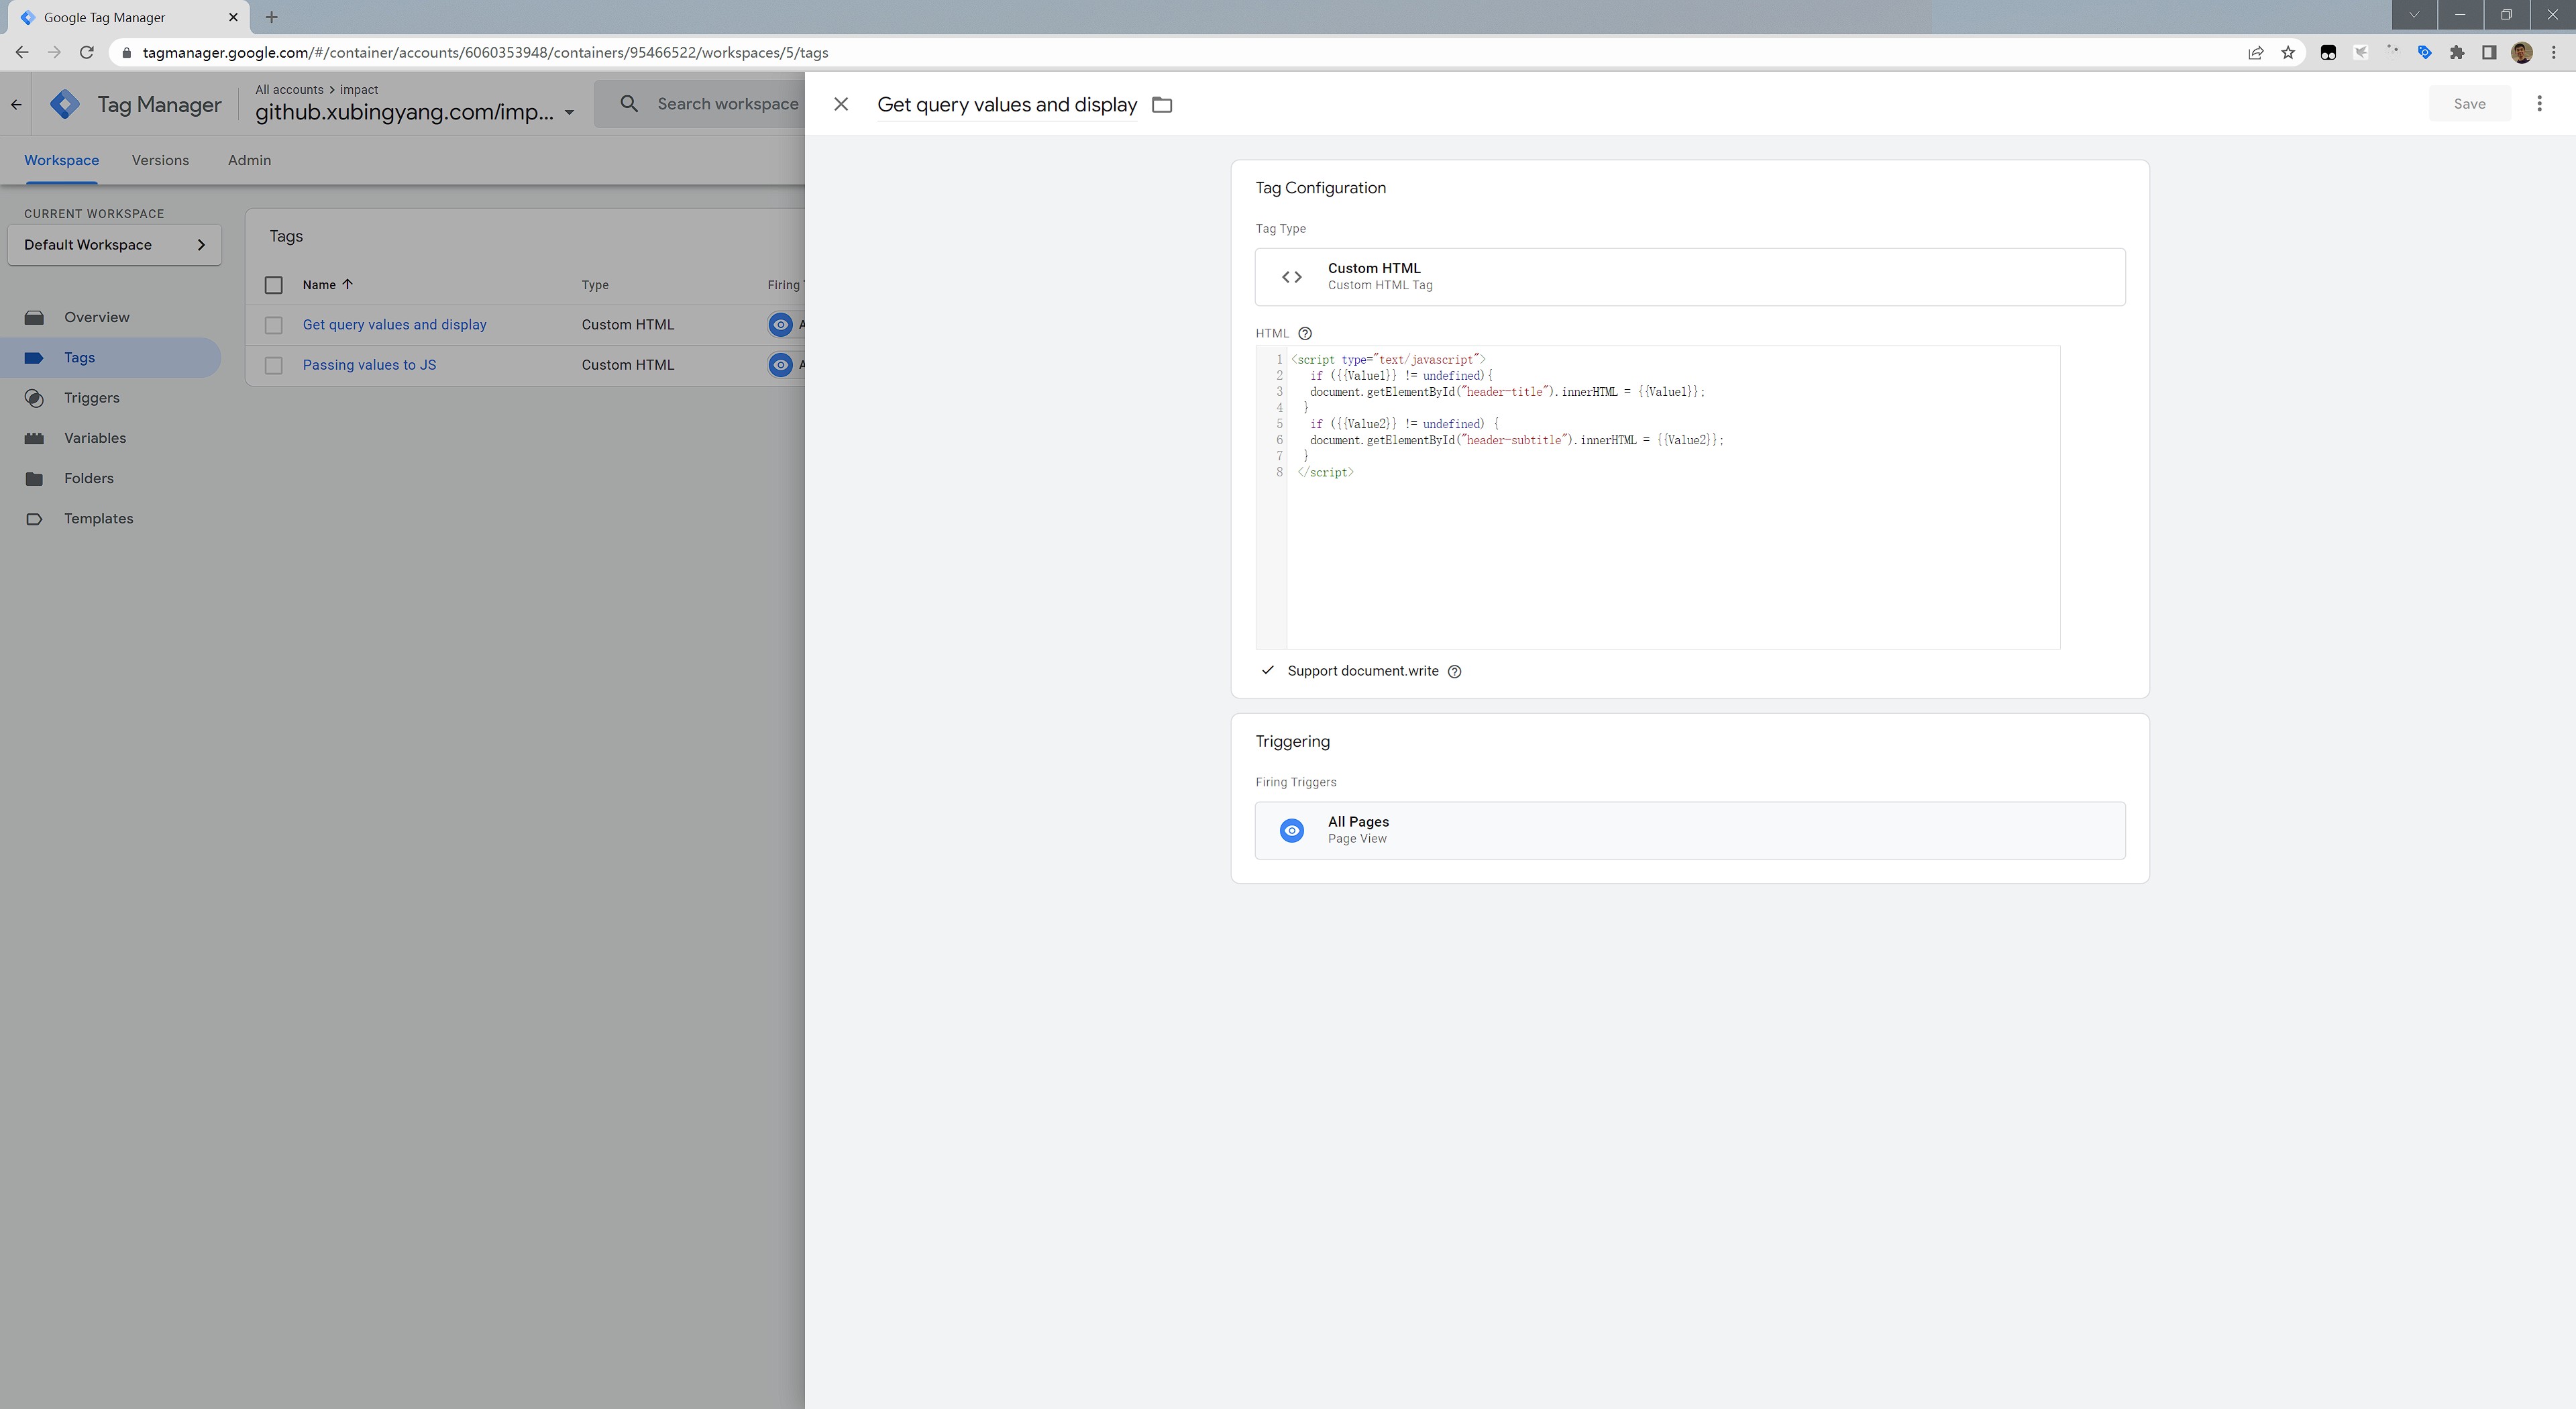 Google Tag Manager
tagmanager.google.com/#/container/accounts/6060353948/containers/95466522/workspaces/5/tags
Tag Manager
All accounts > impact
github.xubingyang.com/imp...
Search workspace
Get query values and display
Save
Workspace
Versions
Admin
CURRENT WORKSPACE
Default Workspace
Overview
Tags
Triggers
Variables
Folders
Templates
Tags
Name
Type
Firing
Get query values and display
Custom HTML
A
Passing values to JS
Custom HTML
A
Tag Configuration
Tag Type
Custom HTML
Custom HTML Tag
HTML
1 <script type="text/javascript">
2 if ({{Value1}} != undefined){
3 document.getElementById("header-title").innerHTML = {{Value1}};
4 }
5 if ({{Value2}} != undefined) {
6 document.getElementById("header-subtitle").innerHTML = {{Value2}};
7 }
8 </script>
Support document.write
Triggering
Firing Triggers
All Pages
Page View